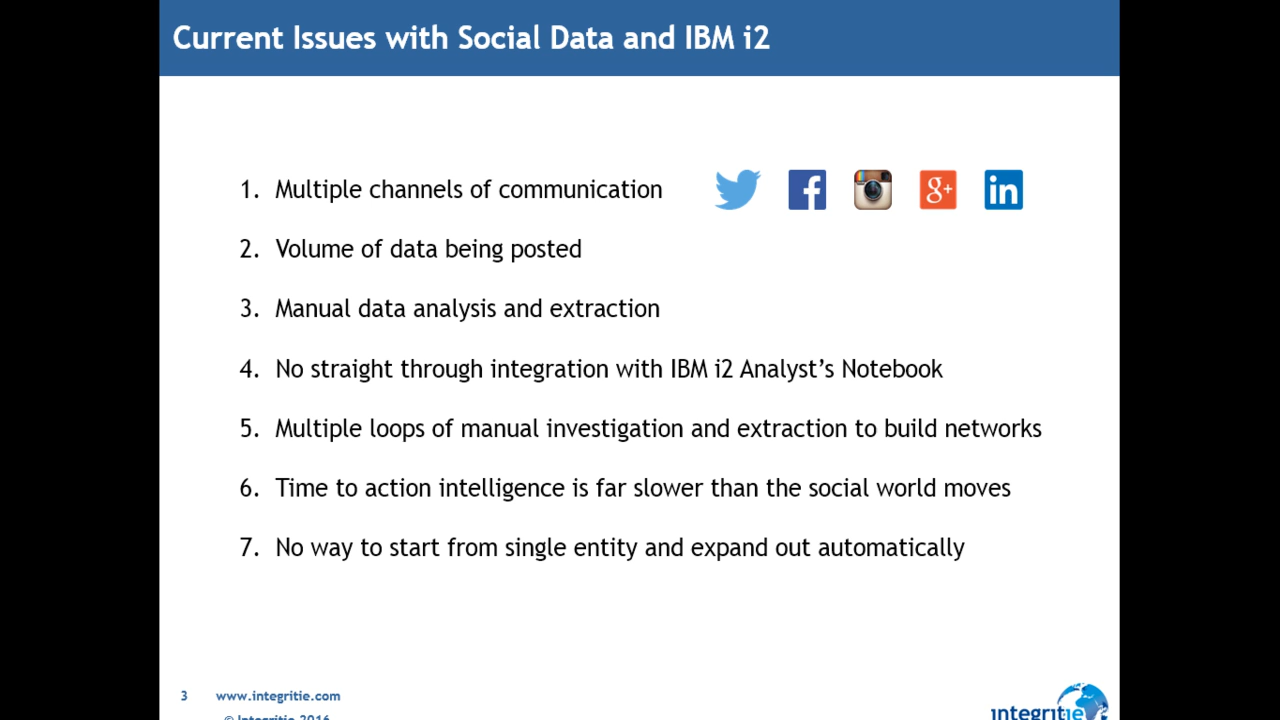 Current Issues with Social Data and IBM i2
1. Multiple channels of communication
2. Volume of data being posted
3. Manual data analysis and extraction
4. No straight through integration with IBM i2 Analyst's Notebook
5. Multiple loops of manual investigation and extraction to build networks
6. Time to action intelligence is far slower than the social world moves
7. No way to start from single entity and expand out automatically
3 www.integritie.com
© Integritie 2016
integritie